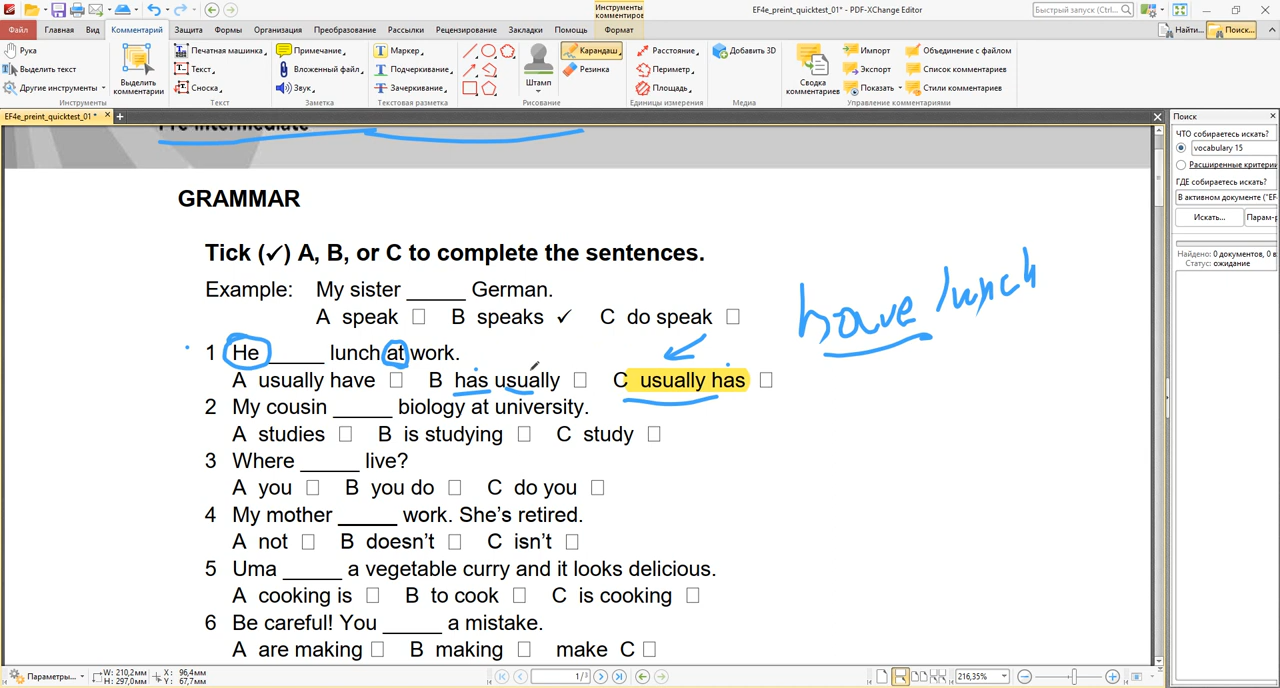 Инструменты комментиров
EF4e_preint_quicktest_01* - PDF-XChange Editor
Быстрый запуск (Ctrl...
Файл Главная Вид Комментарий Защита Формы Организация Преобразование Рассылки Рецензирование Закладки Помощь Формат Найти... Поиск...
Рука
Выделить текст
Другие инструменты
Выделить комментарии
Печатная машинка
Текст
Сноска
Примечание
Вложенный файл
Звук
Маркер
Подчеркивание
Зачеркивание
Штамп
Карандаш
Резинка
Расстояние
Периметр
Площадь
Добавить 3D
Сводка комментариев
Импорт
Экспорт
Показать
Объединение с файлом
Список комментариев
Стили комментариев
Инструменты Текст Заметка Текстовая разметка Рисование Единицы измерения Медиа Управление комментариями
EF4e_preint_quicktest_01 *
Pre-intermediate
GRAMMAR
Tick (✓) A, B, or C to complete the sentences.
Example: My sister _____ German.
A speak □ B speaks ✓ C do speak □
have lunch
1 He _____ lunch at work.
A usually have □ B has usually □ C usually has □
2 My cousin _____ biology at university.
A studies □ B is studying □ C study □
3 Where _____ live?
A you □ B you do □ C do you □
4 My mother _____ work. She's retired.
A not □ B doesn't □ C isn't □
5 Uma _____ a vegetable curry and it looks delicious.
A cooking is □ B to cook □ C is cooking □
6 Be careful! You _____ a mistake.
A are making □ B making □ make C □
Поиск
ЧТО собираетесь искать?
vocabulary 15
Расширенные критерии
ГДЕ собираетесь искать?
В активном документе ("EF
Искать... Парам-р
Найдено: 0 документов, 0 в
Статус: ожидание
Параметры... W: 210,2мм X: 96,4мм
H: 297,0мм Y: 67,7мм
1/3
216,35%